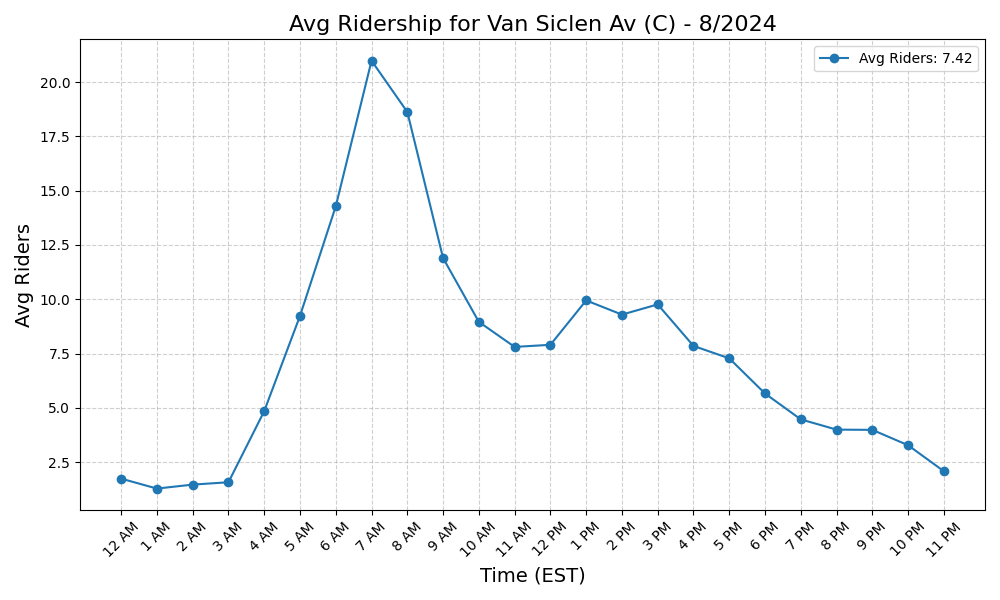 Avg Ridership for Van Siclen Av (C) - 8/2024
Avg Riders: 7.42
Avg Riders
20.0
17.5
15.0
12.5
10.0
7.5
5.0
2.5
12 AM
1 AM
2 AM
3 AM
4 AM
5 AM
6 AM
7 AM
8 AM
9 AM
10 AM
11 AM
12 PM
1 PM
2 PM
3 PM
4 PM
5 PM
6 PM
7 PM
8 PM
9 PM
10 PM
11 PM
Time (EST)